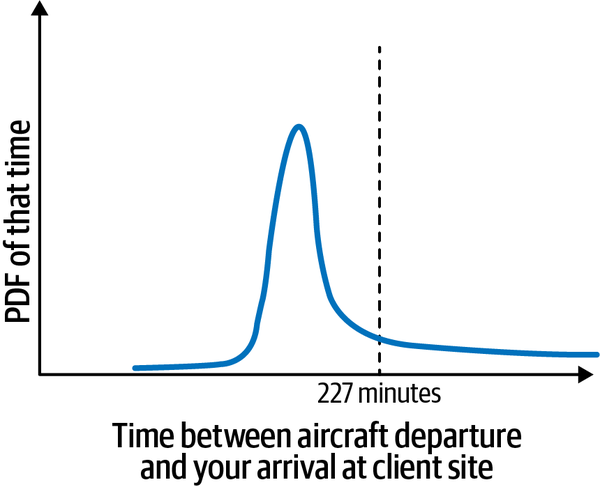 PDF of that time
227 minutes
Time between aircraft departure
and your arrival at client site